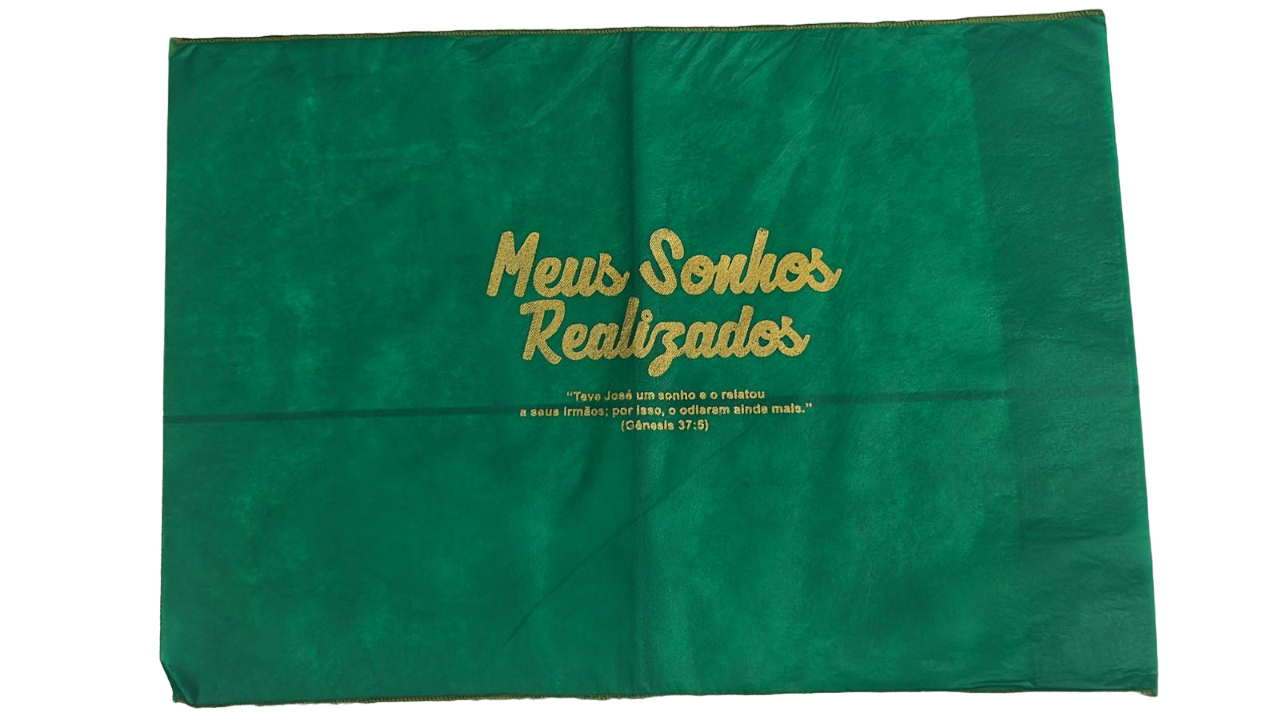 Meus Sonhos
Realizados
“Teve José um sonho e o relatou
a seus irmãos; por isso, o odiaram ainda mais.”
(Gênesis 37:5)